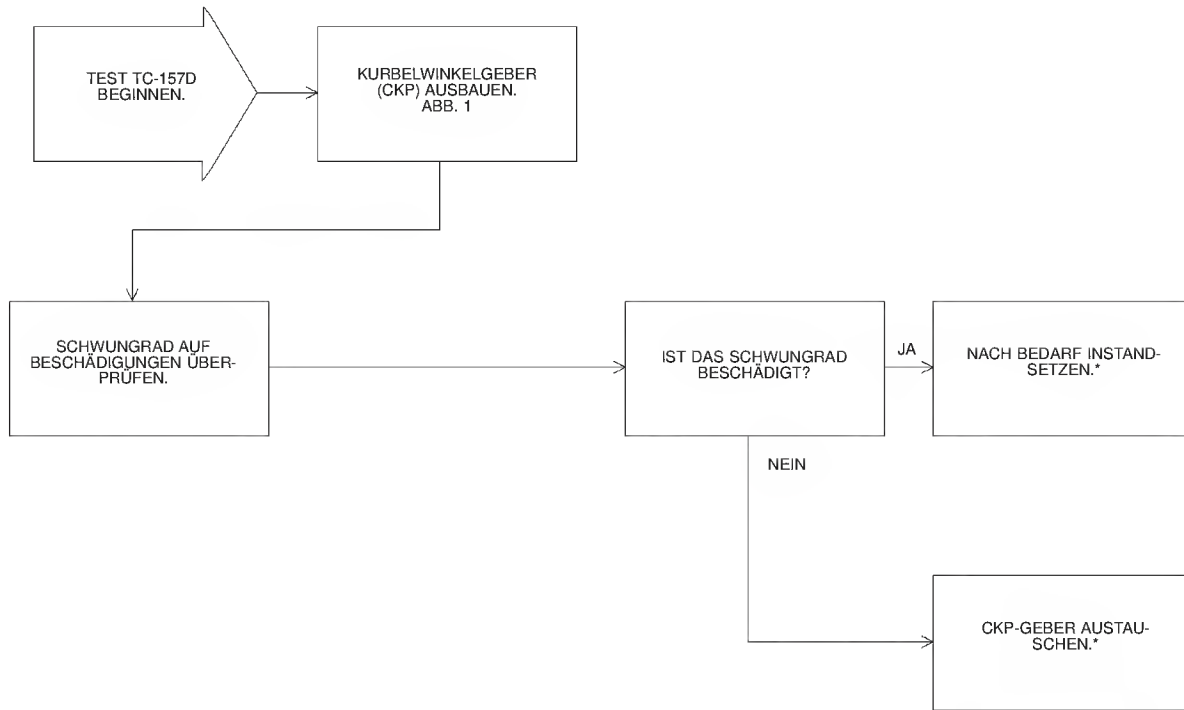 TEST TC-157D
BEGINNEN.
KURBELWINKELGEBER
(CKP) AUSBAUEN.
ABB. 1
SCHWUNGRAD AUF
BESCHÄDIGUNGEN ÜBER-
PRÜFEN.
IST DAS SCHWUNGRAD
BESCHÄDIGT?
JA
NACH BEDARF INSTAND-
SETZEN.*
NEIN
CKP-GEBER AUSTAU-
SCHEN.*